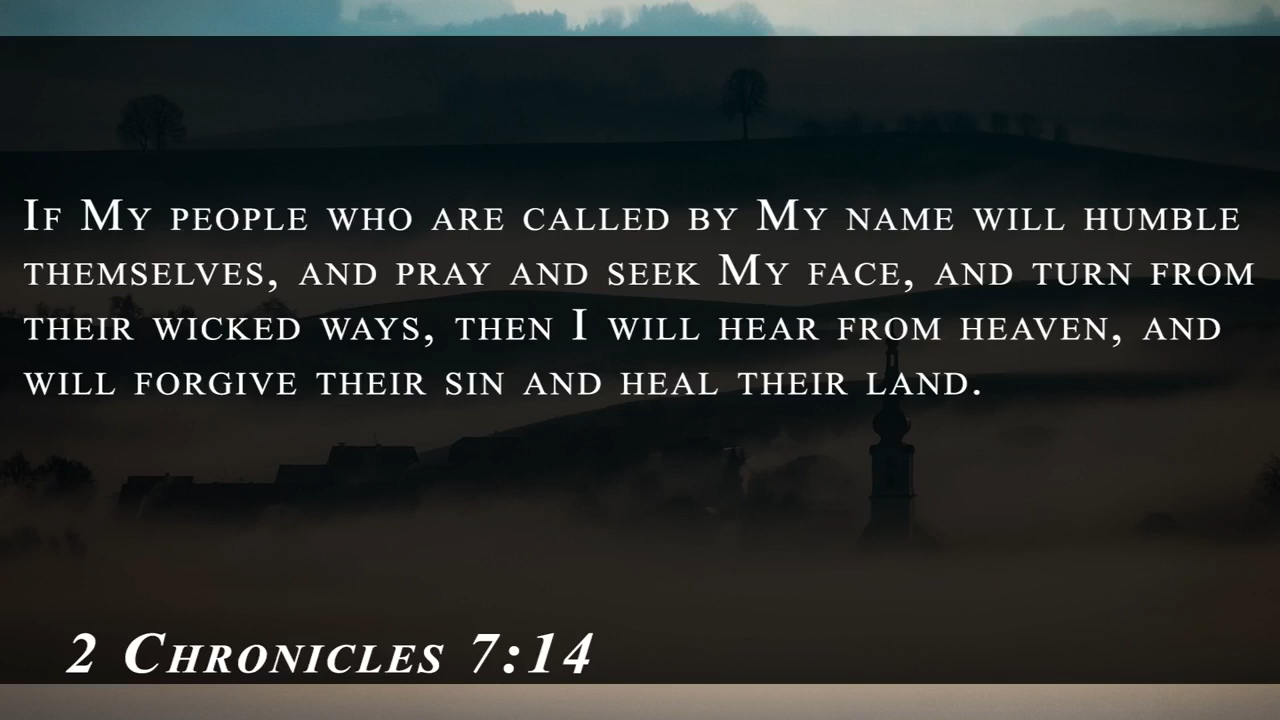 If My people who are called by My name will humble
themselves, and pray and seek My face, and turn from
their wicked ways, then I will hear from heaven, and
will forgive their sin and heal their land.
2 Chronicles 7:14